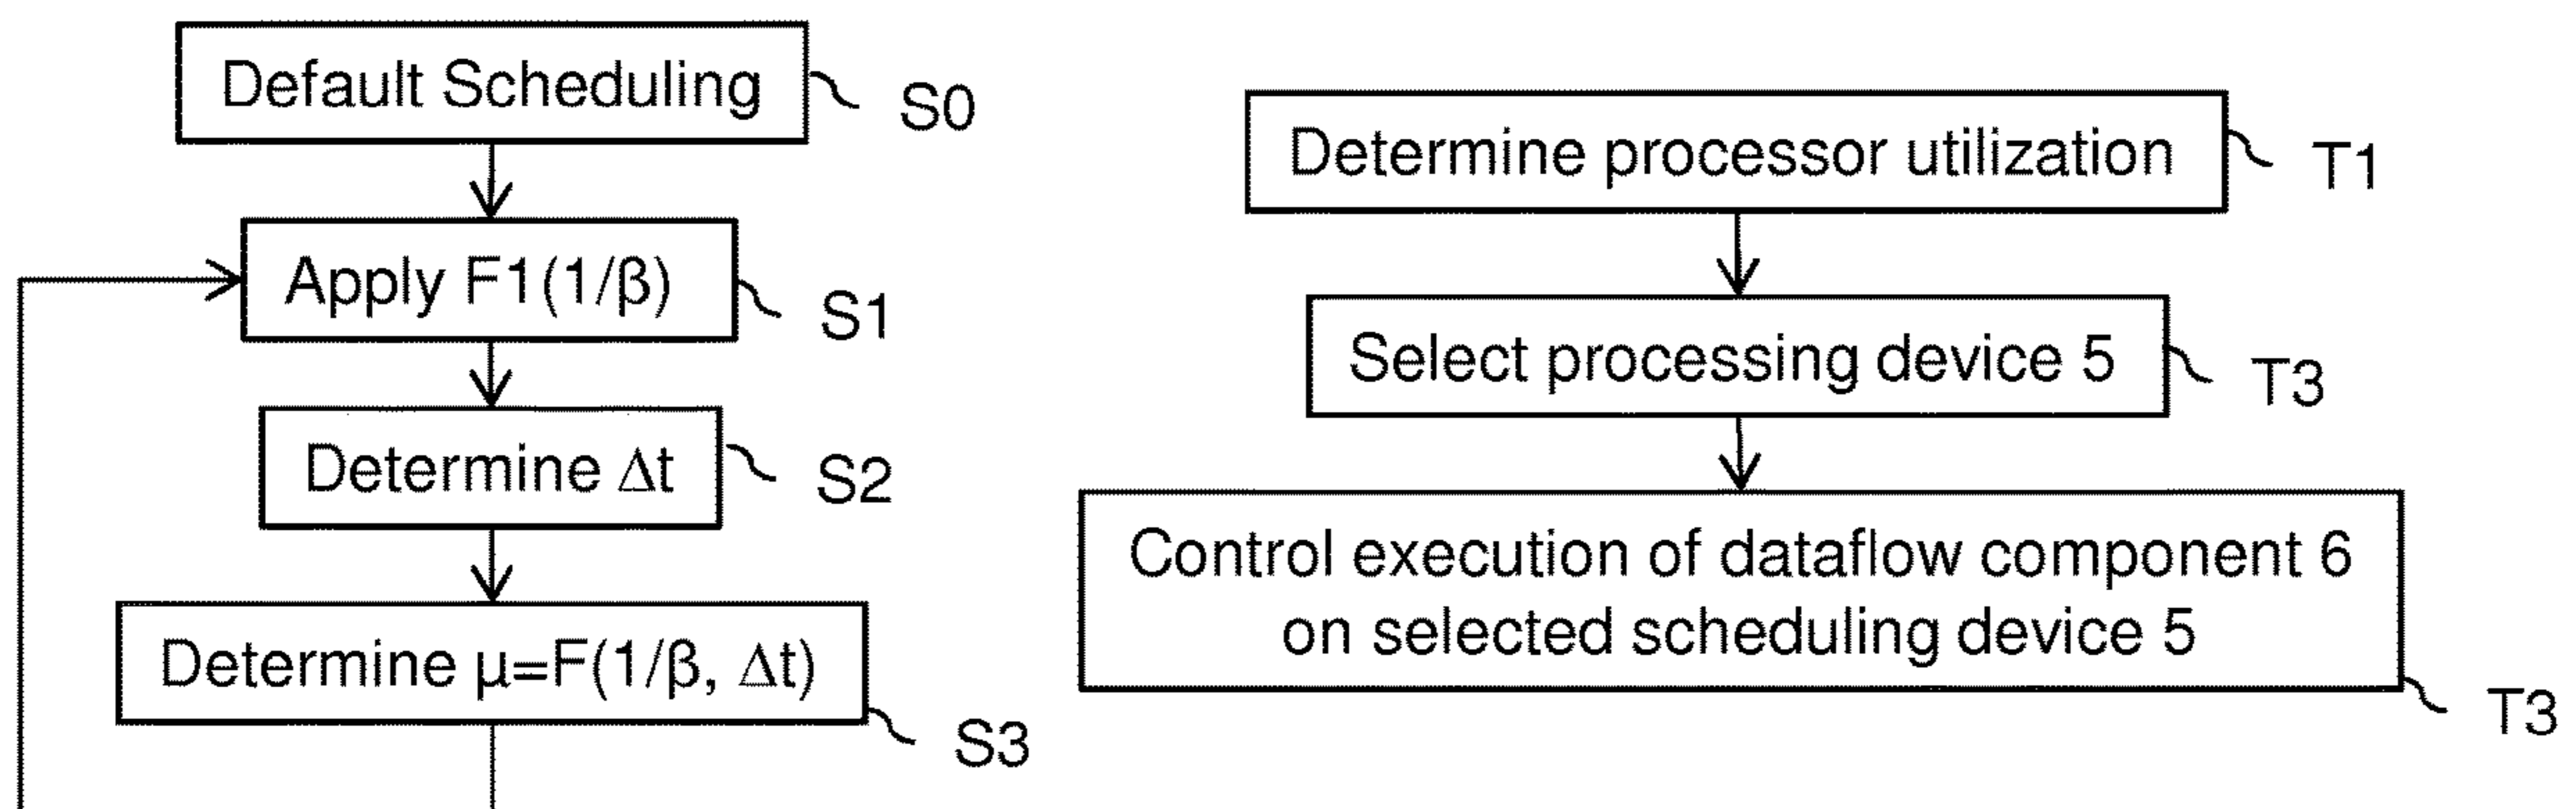 Default Scheduling
S0
Apply F1(1/β)
S1
Determine Δt
S2
Determine μ=F(1/β, Δt)
S3
Determine processor utilization
T1
Select processing device 5
T3
Control execution of dataflow component 6
on selected scheduling device 5
T3